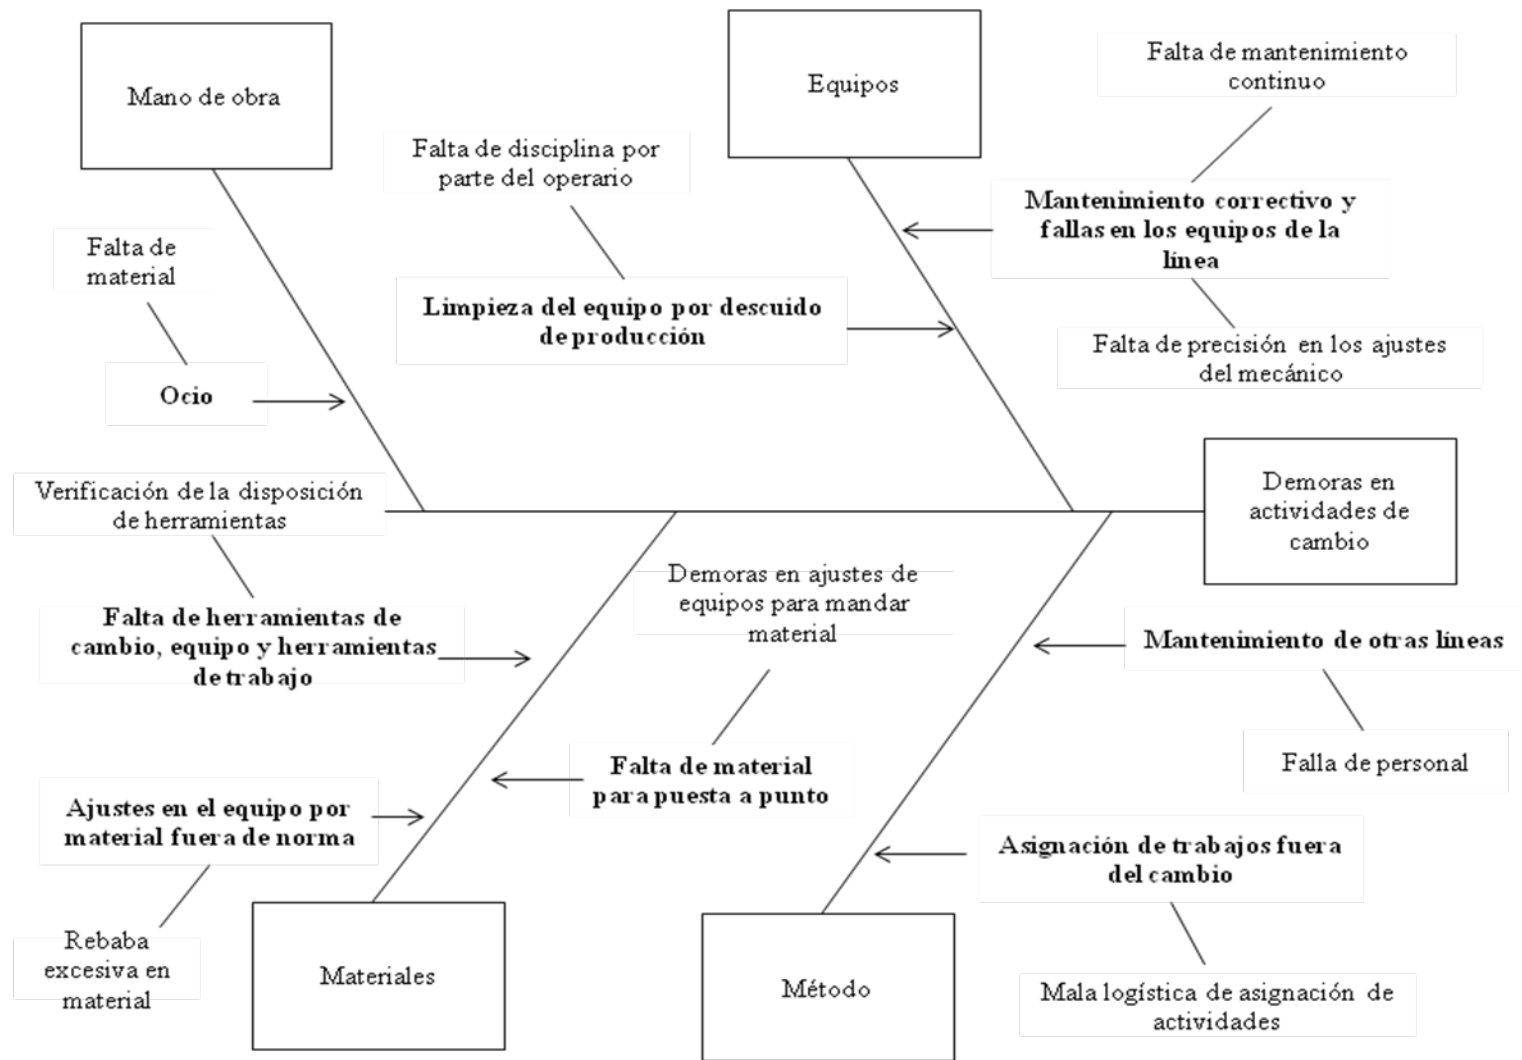 Mano de obra
Equipos
Falta de mantenimiento
continuo
Falta de disciplina por
parte del operario
Mantenimiento correctivo y
fallas en los equipos de la
línea
Falta de
material
Limpieza del equipo por descuido
de producción
Falta de precisión en los ajustes
del mecánico
Ocio
Verificación de la disposición
de herramientas
Demoras en
actividades de
cambio
Demoras en ajustes de
equipos para mandar
material
Falta de herramientas de
cambio, equipo y herramientas
de trabajo
Mantenimiento de otras líneas
Falta de material
para puesta a punto
Falla de personal
Ajustes en el equipo por
material fuera de norma
Asignación de trabajos fuera
del cambio
Rebaba
excesiva en
material
Materiales
Método
Mala logística de asignación de
actividades